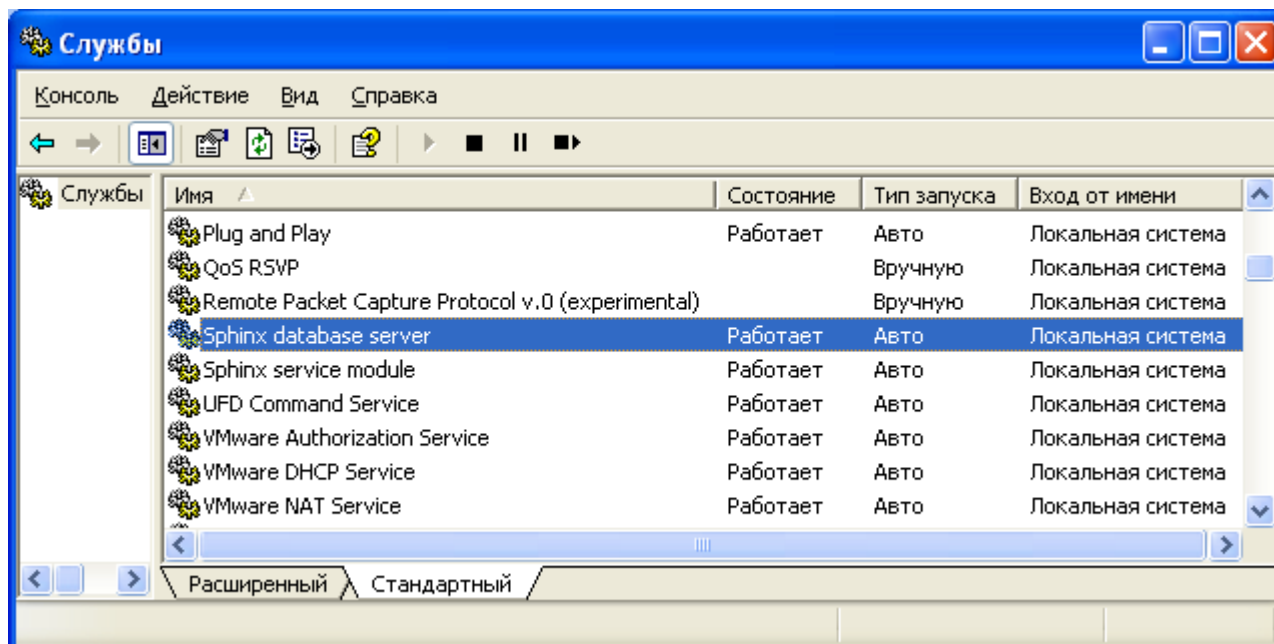 Службы
Консоль Действие Вид Справка
Службы
Имя Состояние Тип запуска Вход от имени
Plug and Play Работает Авто Локальная система
QoS RSVP Вручную Локальная система
Remote Packet Capture Protocol v.0 (experimental) Вручную Локальная система
Sphinx database server Работает Авто Локальная система
Sphinx service module Работает Авто Локальная система
UFD Command Service Работает Авто Локальная система
VMware Authorization Service Работает Авто Локальная система
VMware DHCP Service Работает Авто Локальная система
VMware NAT Service Работает Авто Локальная система
Расширенный Стандартный